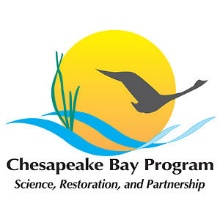 Chesapeake Bay Program
Science, Restoration, and Partnership